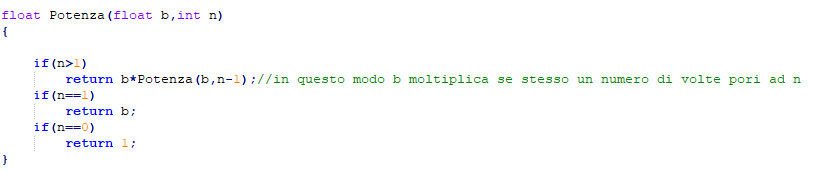 float Potenza(float b,int n)
{
if(n>1)
return b*Potenza(b,n-1);//in questo modo b moltiplica se stesso un numero di volte pori ad n
if(n==1)
return b;
if(n==0)
return 1;
}